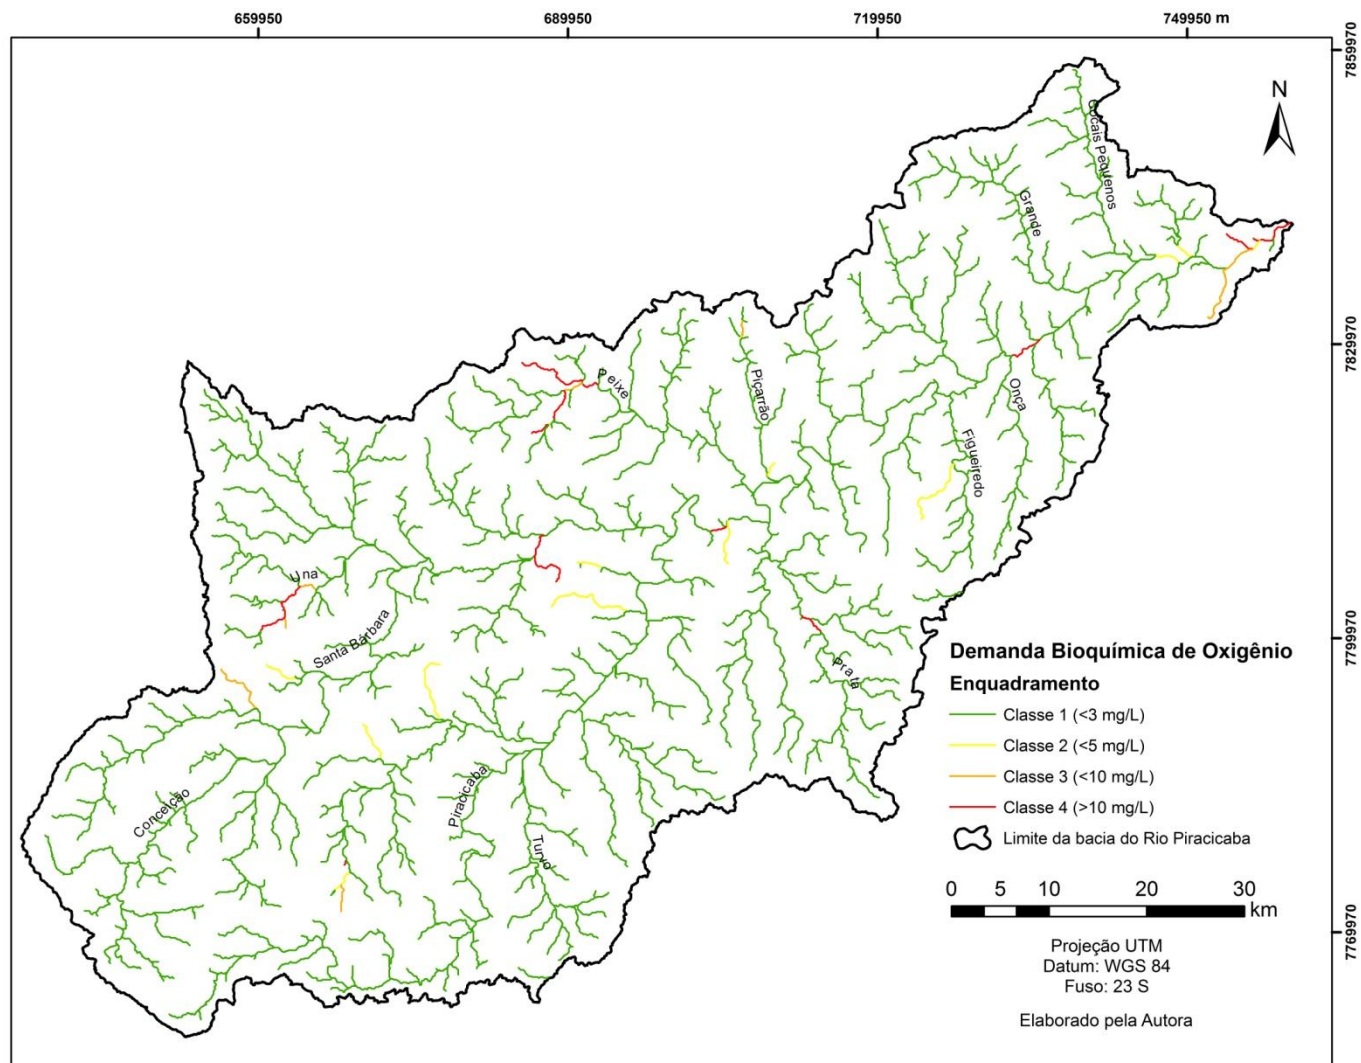 659950
689950
719950
749950 m
7859970
N
Cocais Pequenos
Grande
7829970
Peixe
Piçarrão
Onça
Figueiredo
Una
Santa Bárbara
7799970
Prata
Demanda Bioquímica de Oxigênio
Enquadramento
Classe 1 (<3 mg/L)
Classe 2 (<5 mg/L)
Classe 3 (<10 mg/L)
Classe 4 (>10 mg/L)
Limite da bacia do Rio Piracicaba
Conceição
Piracicaba
Turvo
0 5 10 20 30
km
7769970
Projeção UTM
Datum: WGS 84
Fuso: 23 S
Elaborado pela Autora